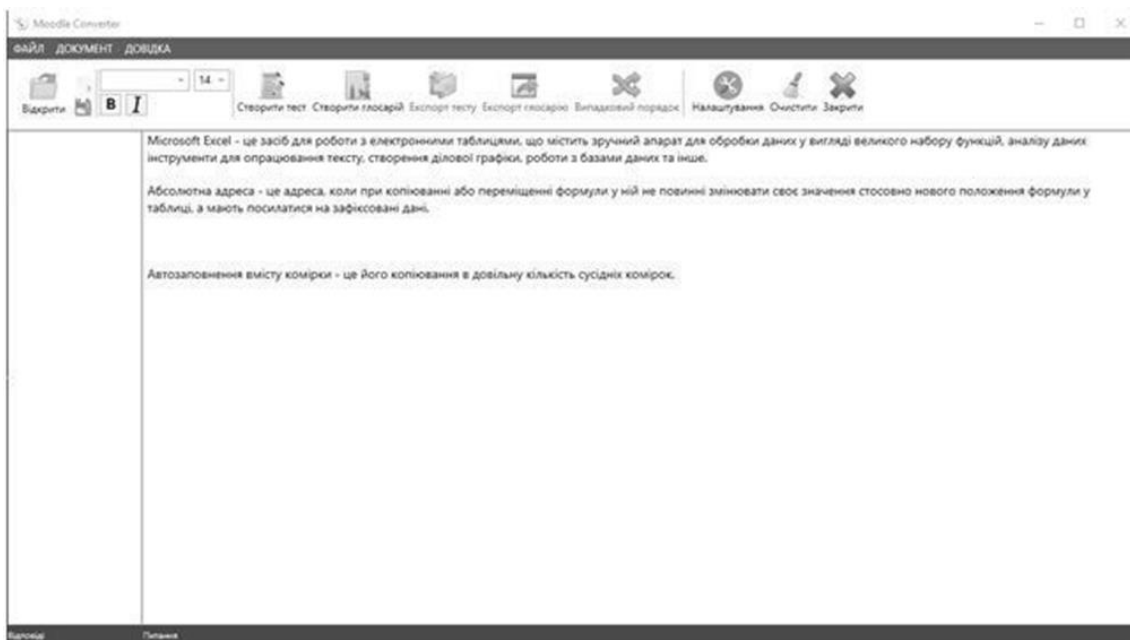 Moodle Converter
ФАЙЛ ДОКУМЕНТ ДОВІДКА
14
Відкрити B I Створити тест Створити глосарій Експорт тесту Експорт глосарію Випадковий порядок Налаштування Очистити Закрити
Microsoft Excel - це засіб для роботи з електронними таблицями, що містить зручний апарат для обробки даних у вигляді великого набору функцій, аналізу даних
інструменти для опрацювання тексту, створення ділової графіки, роботи з базами даних та інше.
Абсолютна адреса - це адреса, коли при копіюванні або переміщенні формули у ній не повинні змінювати своє значення стосовно нового положення формули у
таблиці, а мають посилатися на зафіксовані дані.
Автозаповнення вмісту комірки - це його копіювання в довільну кількість сусідніх комірок.
Відповіді Питання